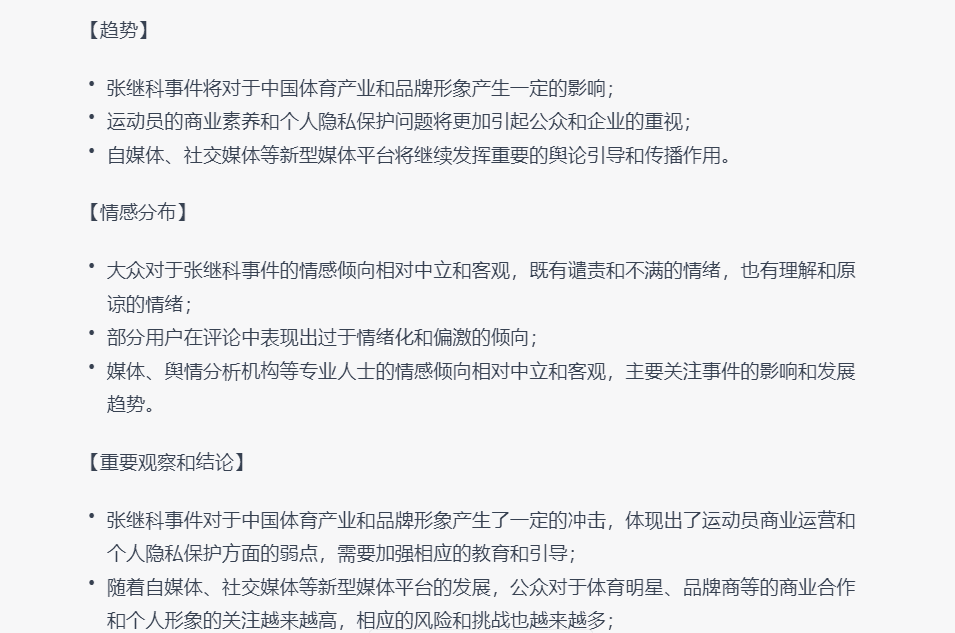 【趋势】
• 张继科事件将对于中国体育产业和品牌形象产生一定的影响；
• 运动员的商业素养和个人隐私保护问题将更加引起公众和企业的重视；
• 自媒体、社交媒体等新型媒体平台将继续发挥重要的舆论引导和传播作用。
【情感分布】
• 大众对于张继科事件的情感倾向相对中立和客观，既有谴责和不满的情绪，也有理解和原
谅的情绪；
• 部分用户在评论中表现出过于情绪化和偏激的倾向；
• 媒体、舆情分析机构等专业人士的情感倾向相对中立和客观，主要关注事件的影响和发展
趋势。
【重要观察和结论】
• 张继科事件对于中国体育产业和品牌形象产生了一定的冲击，体现出了运动员商业运营和
个人隐私保护方面的弱点，需要加强相应的教育和引导；
• 随着自媒体、社交媒体等新型媒体平台的发展，公众对于体育明星、品牌商等的商业合作
和个人形象的关注越来越高，相应的风险和挑战也越来越多；